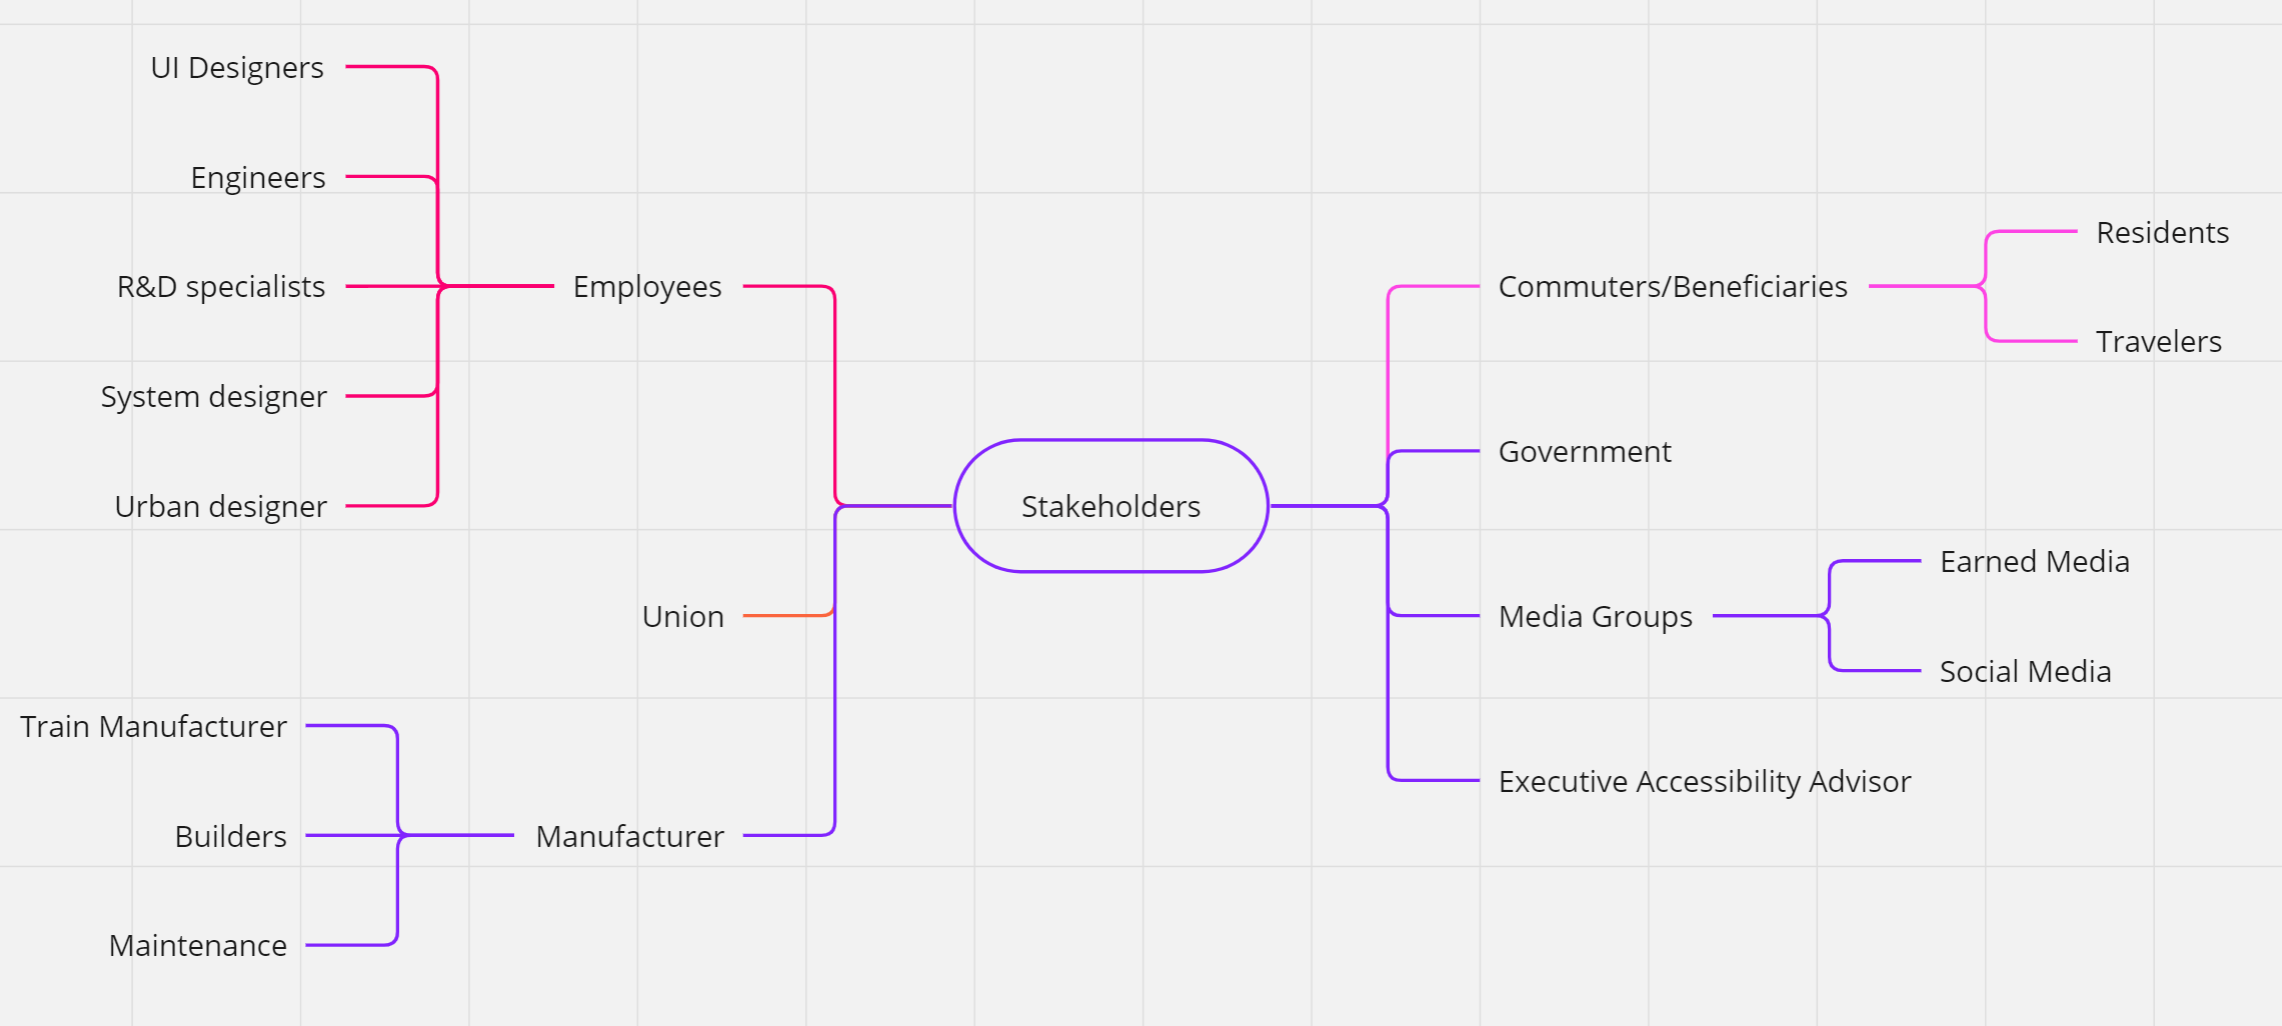 UI Designers
Engineers
R&D specialists
System designer
Urban designer
Employees
Union
Train Manufacturer
Builders
Maintenance
Manufacturer
Stakeholders
Commuters/Beneficiaries
Residents
Travelers
Government
Media Groups
Earned Media
Social Media
Executive Accessibility Advisor